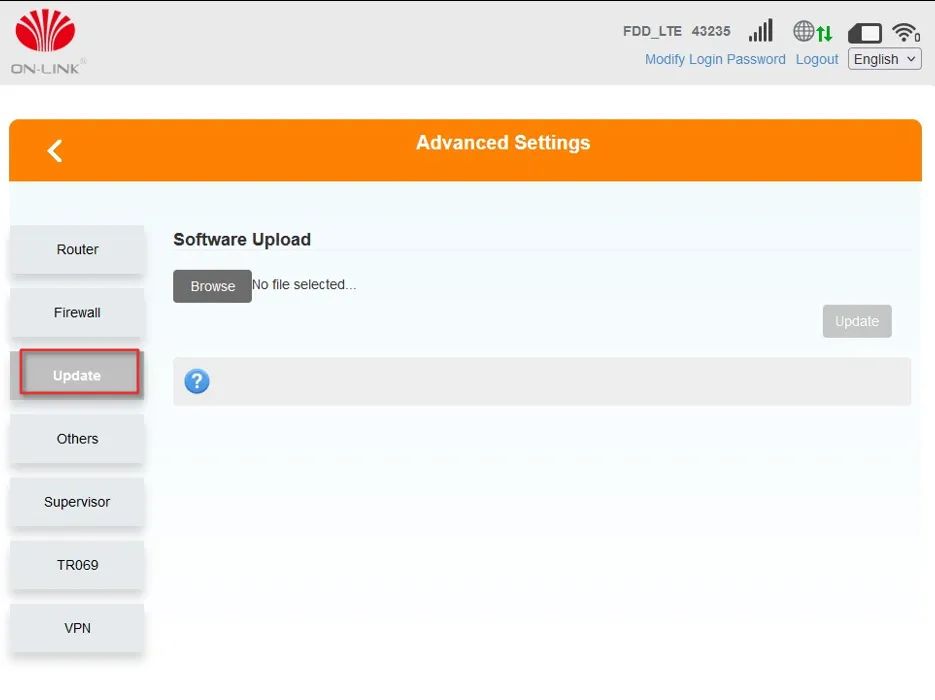 FDD_LTE 43235
0
ON-LINK®
Modify Login Password Logout English
Advanced Settings
Router
Firewall
Update
Others
Supervisor
TR069
VPN
Software Upload
Browse No file selected...
Update
?